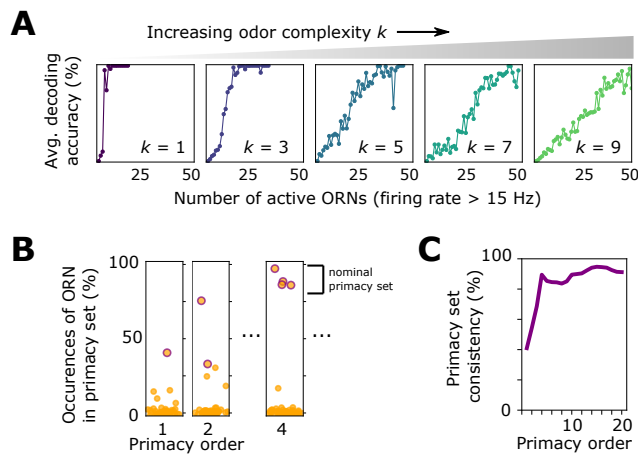 A
Increasing odor complexity k
Avg. decoding
accuracy (%)
k = 1
k = 3
k = 5
k = 7
k = 9
25 50 25 50 25 50 25 50 25 50
Number of active ORNs (firing rate > 15 Hz)
B
Occurences of ORN
in primacy set (%)
100
50
0
nominal
primacy set
... ...
1 2 4
Primacy order
C
Primacy set
consistency (%)
100
0
10 20
Primacy order